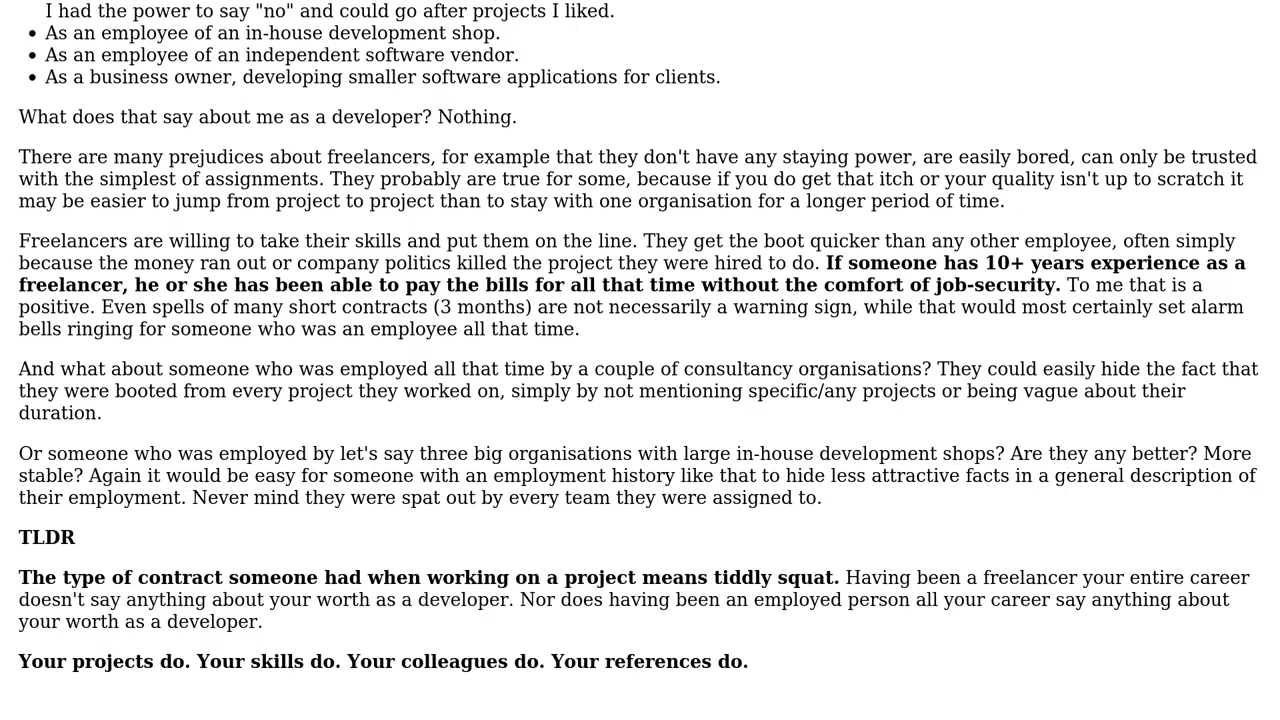 I had the power to say "no" and could go after projects I liked.
• As an employee of an in-house development shop.
• As an employee of an independent software vendor.
• As a business owner, developing smaller software applications for clients.
What does that say about me as a developer? Nothing.
There are many prejudices about freelancers, for example that they don't have any staying power, are easily bored, can only be trusted
with the simplest of assignments. They probably are true for some, because if you do get that itch or your quality isn't up to scratch it
may be easier to jump from project to project than to stay with one organisation for a longer period of time.
Freelancers are willing to take their skills and put them on the line. They get the boot quicker than any other employee, often simply
because the money ran out or company politics killed the project they were hired to do. If someone has 10+ years experience as a
freelancer, he or she has been able to pay the bills for all that time without the comfort of job-security. To me that is a
positive. Even spells of many short contracts (3 months) are not necessarily a warning sign, while that would most certainly set alarm
bells ringing for someone who was an employee all that time.
And what about someone who was employed all that time by a couple of consultancy organisations? They could easily hide the fact that
they were booted from every project they worked on, simply by not mentioning specific/any projects or being vague about their
duration.
Or someone who was employed by let's say three big organisations with large in-house development shops? Are they any better? More
stable? Again it would be easy for someone with an employment history like that to hide less attractive facts in a general description of
their employment. Never mind they were spat out by every team they were assigned to.
TLDR
The type of contract someone had when working on a project means tiddly squat. Having been a freelancer your entire career
doesn't say anything about your worth as a developer. Nor does having been an employed person all your career say anything about
your worth as a developer.
Your projects do. Your skills do. Your colleagues do. Your references do.